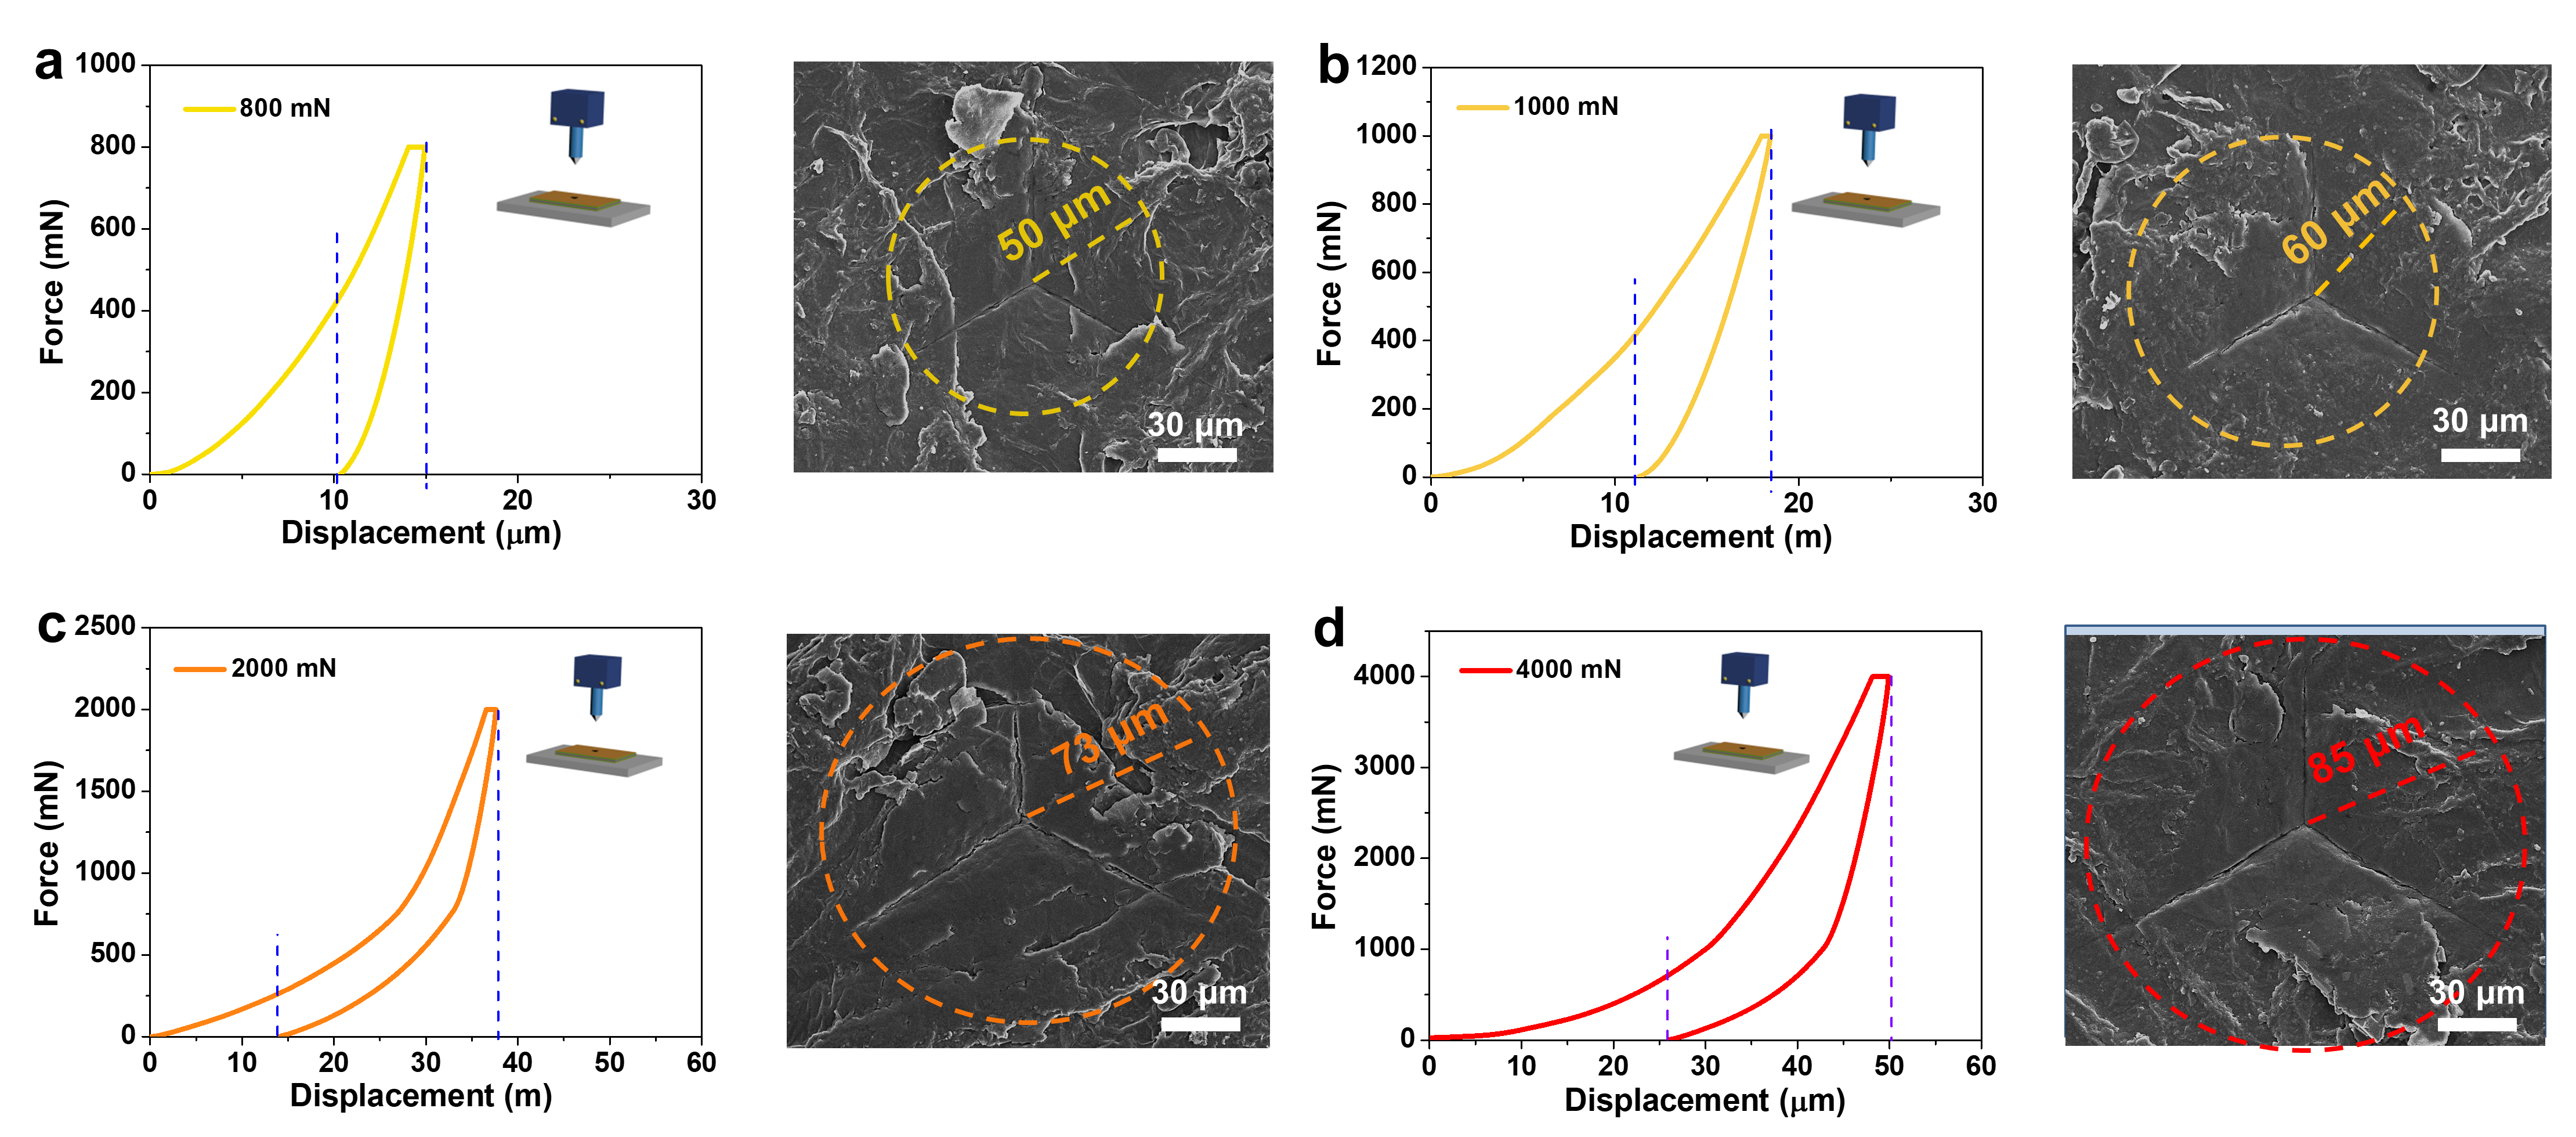 a
1000
800
600
400
200
0
800 mN
Force (mN)
0 10 20 30
Displacement (μm)
50 μm
30 μm
b
1200
1000
800
600
400
200
0
1000 mN
Force (mN)
0 10 20 30
Displacement (m)
60 μm
30 μm
c
2500
2000
1500
1000
500
0
2000 mN
Force (mN)
0 10 20 30 40 50 60
Displacement (m)
73 μm
30 μm
d
4000
3000
2000
1000
0
4000 mN
Force (mN)
0 10 20 30 40 50 60
Displacement (μm)
85 μm
30 μm